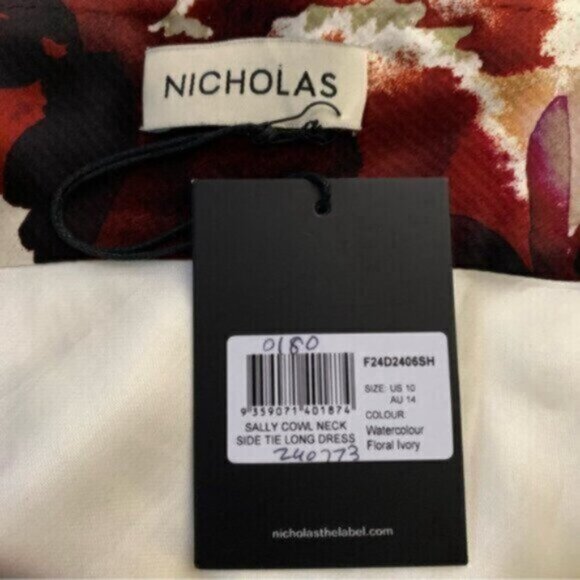 NICHOLAS
0180
F24D2406SH
9 359071 401874
SIZE: US 10
AU 14
SALLY COWL NECK
SIDE TIE LONG DRESS
240773
COLOUR:
Watercolour
Floral Ivory
nicholasthelabel.com